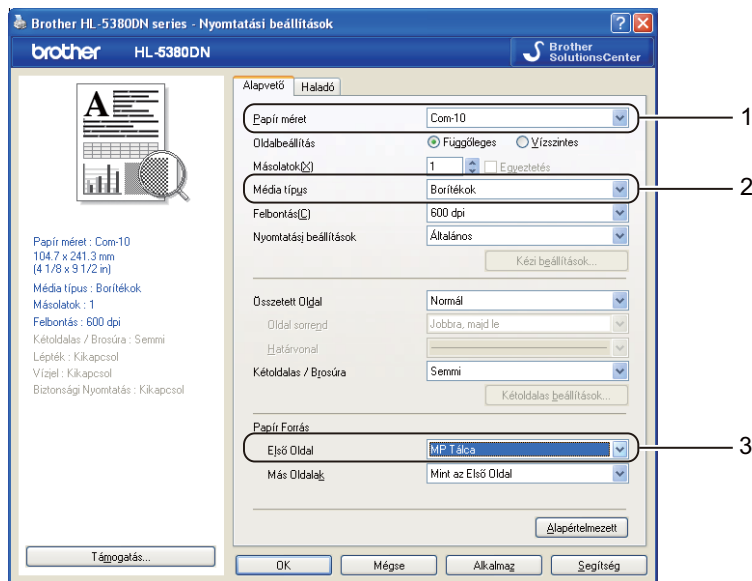 Brother HL-5380DN series - Nyomtatási beállítások
brother HL-5380DN
Brother
SolutionsCenter
A
Papír méret : Com-10
104.7 x 241.3 mm
(4 1/8 x 9 1/2 in)
Média típus : Borítékok
Másolatok : 1
Felbontás : 600 dpi
Kétoldalas / Brosúra : Semmi
Lépték : Kikapcsol
Vízjel : Kikapcsol
Biztonsági Nyomtatás : Kikapcsol
Támogatás...
Alapvető Haladó
Papír méret Com-10 1
Oldalbeállítás Függőleges Vízszintes
Másolatok(X) 1 Egyeztetés
Média típus Borítékok 2
Felbontás(C) 600 dpi
Nyomtatási beállítások Általános
Kézi beállítások...
Összetett Oldal Normál
Oldal sorrend Jobbra, majd le
Határvonal
Kétoldalas / Brosúra Semmi
Kétoldalas beállítások...
Papír Forrás
Első Oldal MP Tálca 3
Más Oldalak Mint az Első Oldal
Alapértelmezett
OK Mégse Alkalmaz Segítség